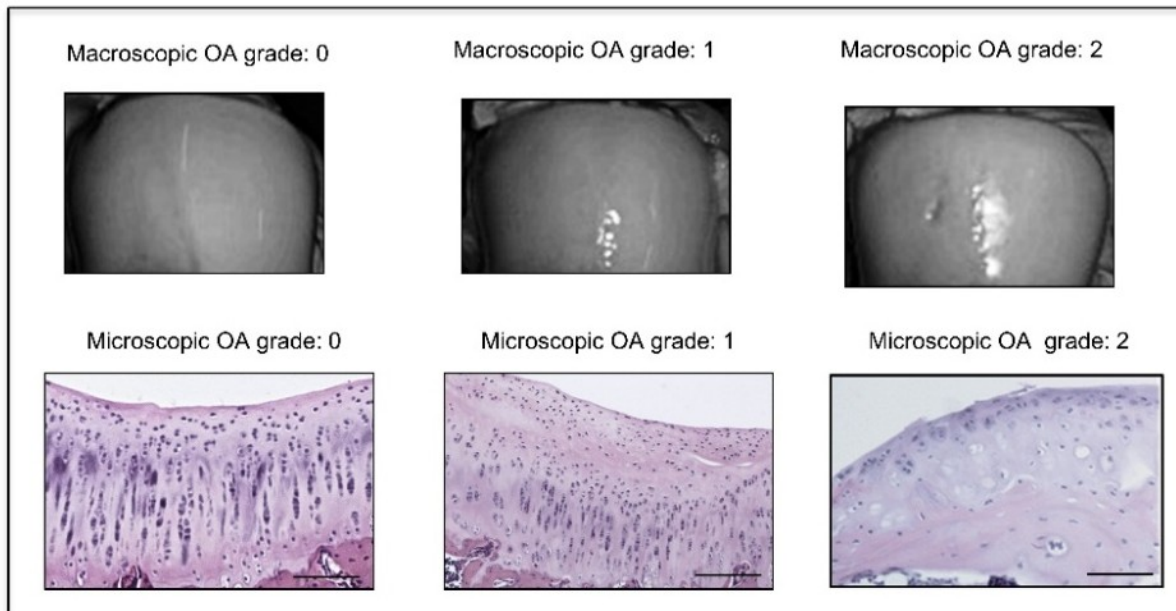 Macroscopic OA grade: 0
Macroscopic OA grade: 1
Macroscopic OA grade: 2
Microscopic OA grade: 0
Microscopic OA grade: 1
Microscopic OA grade: 2